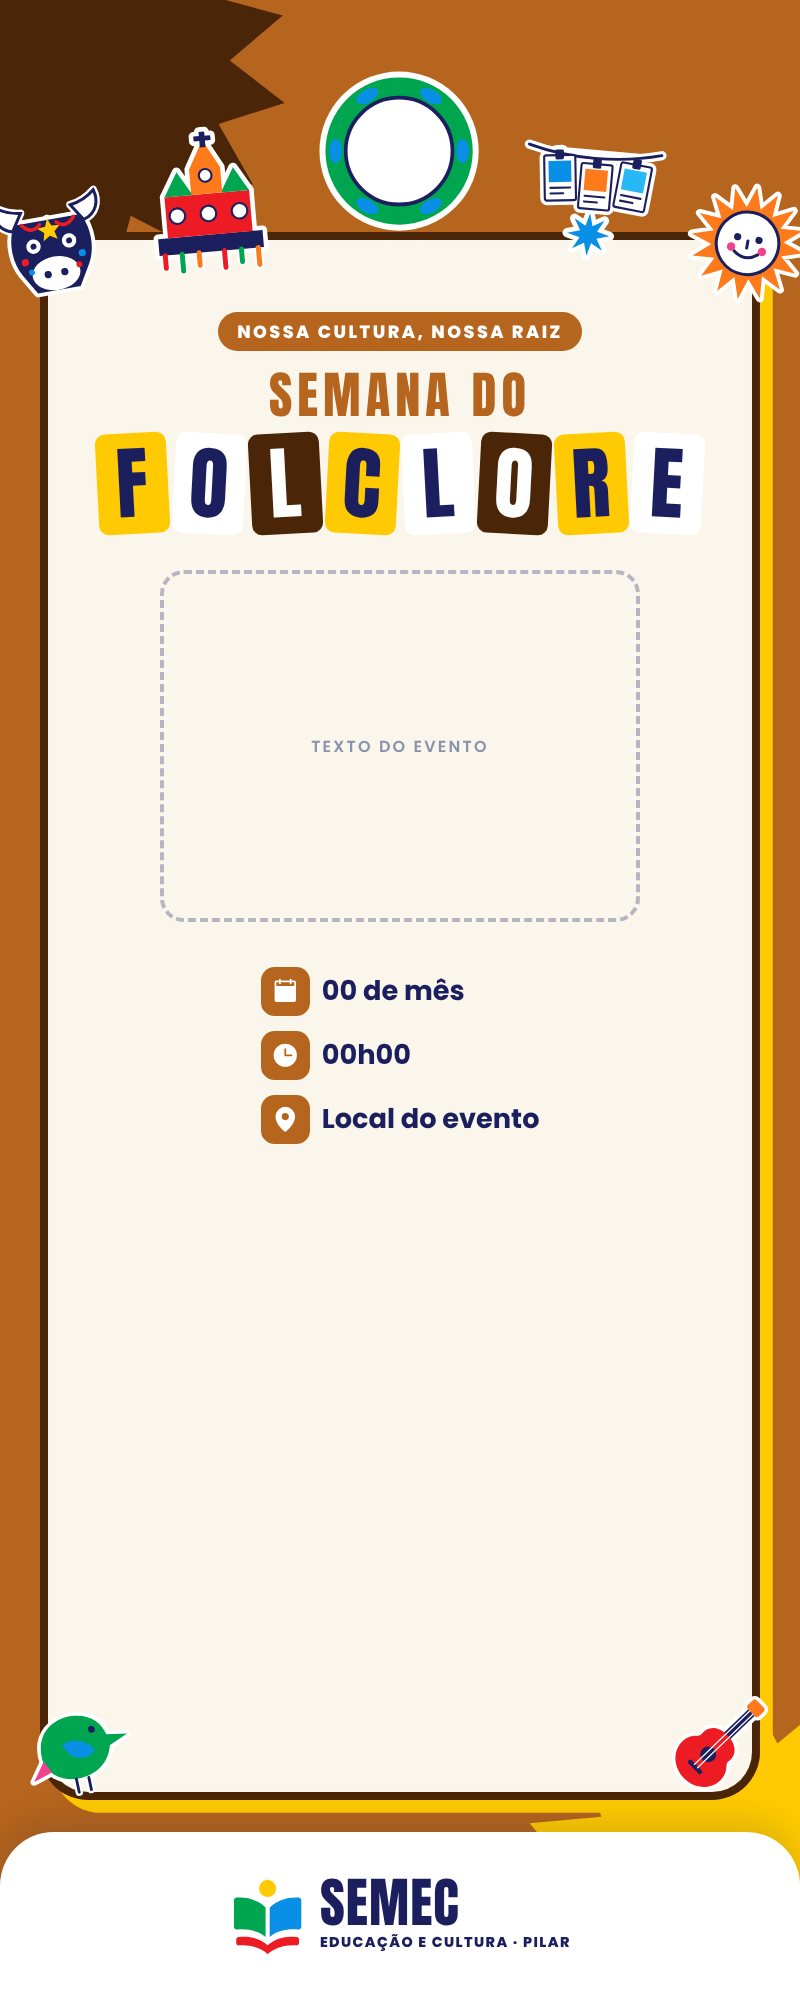 NOSSA CULTURA, NOSSA RAIZ
SEMANA DO
FOLCLORE
TEXTO DO EVENTO
00 de mês
00h00
Local do evento
SEMEC
EDUCAÇÃO E CULTURA · PILAR